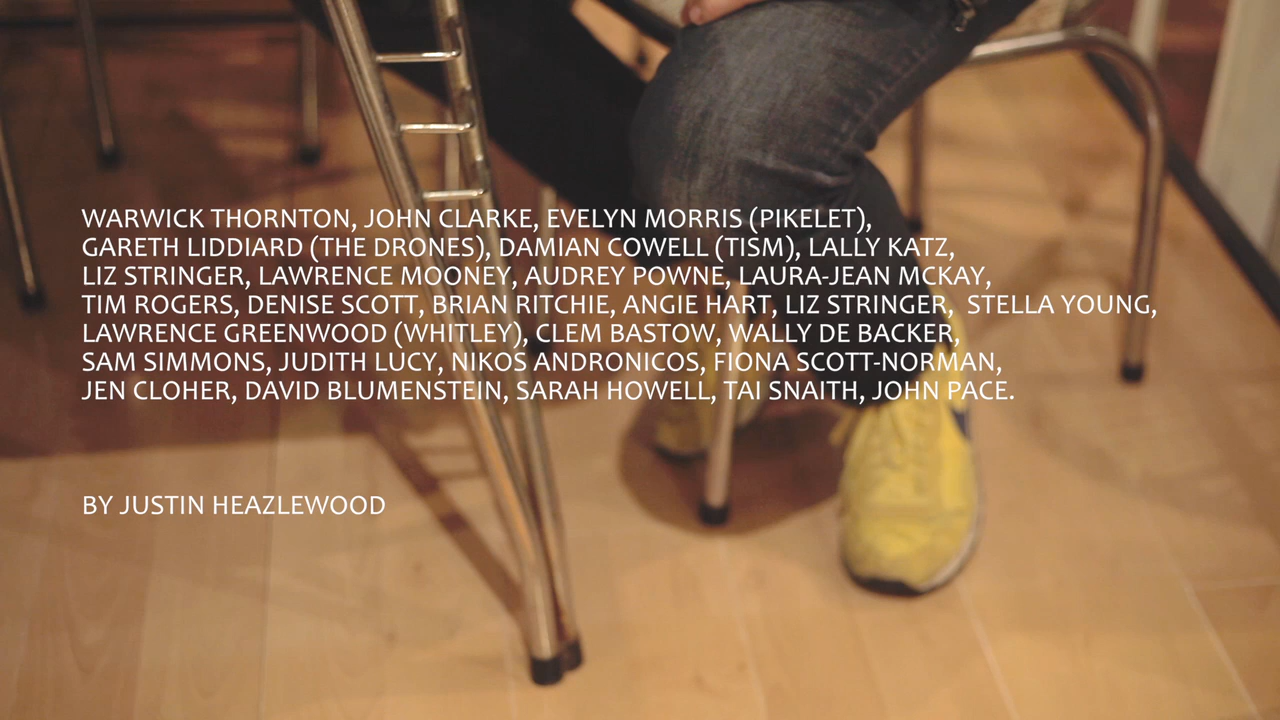 WARWICK THORNTON, JOHN CLARKE, EVELYN MORRIS (PIKELET),
GARETH LIDDIARD (THE DRONES), DAMIAN COWELL (TISM), LALLY KATZ,
LIZ STRINGER, LAWRENCE MOONEY, AUDREY POWNE, LAURA-JEAN MCKAY,
TIM ROGERS, DENISE SCOTT, BRIAN RITCHIE, ANGIE HART, LIZ STRINGER,  STELLA YOUNG,
LAWRENCE GREENWOOD (WHITLEY), CLEM BASTOW, WALLY DE BACKER,
SAM SIMMONS, JUDITH LUCY, NIKOS ANDRONICOS, FIONA SCOTT-NORMAN,
JEN CLOHER, DAVID BLUMENSTEIN, SARAH HOWELL, TAI SNAITH, JOHN PACE.
BY JUSTIN HEAZLEWOOD